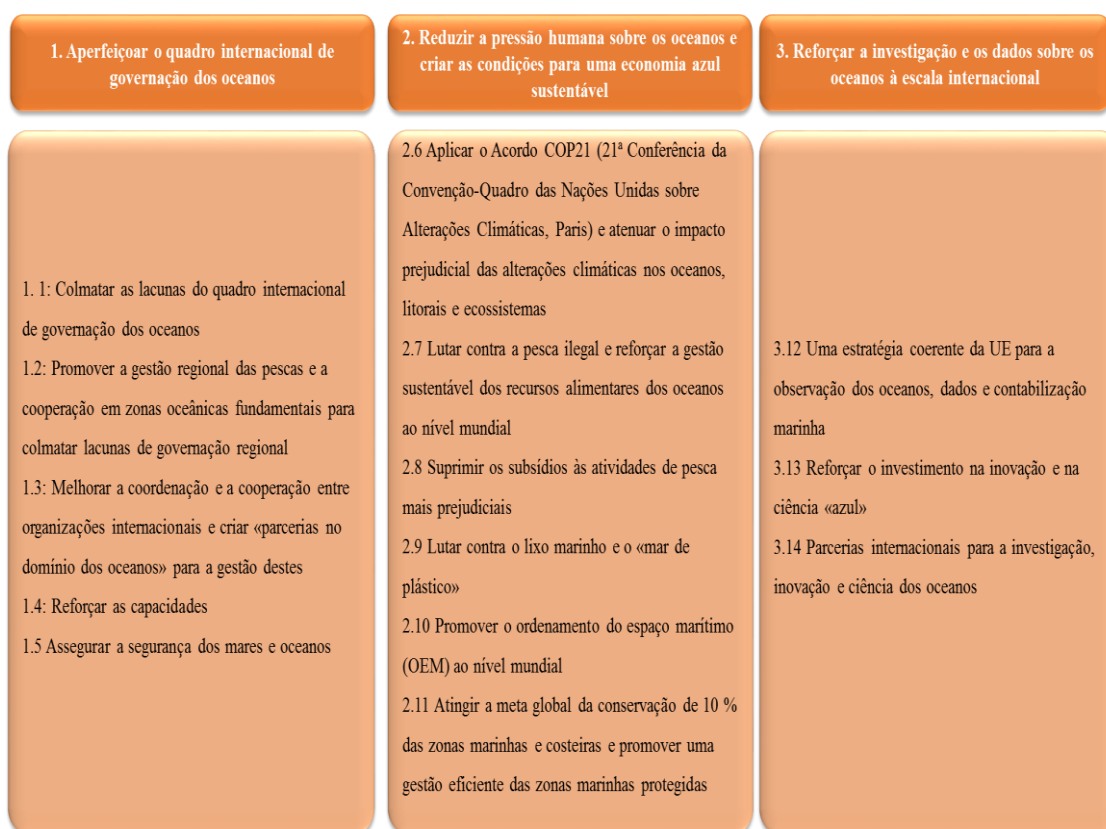 1. Aperfeiçoar o quadro internacional de
governação dos oceanos
1. 1: Colmatar as lacunas do quadro internacional
de governação dos oceanos
1.2: Promover a gestão regional das pescas e a
cooperação em zonas oceânicas fundamentais para
colmatar lacunas de governação regional
1.3: Melhorar a coordenação e a cooperação entre
organizações internacionais e criar «parcerias no
domínio dos oceanos» para a gestão destes
1.4: Reforçar as capacidades
1.5 Assegurar a segurança dos mares e oceanos
2. Reduzir a pressão humana sobre os oceanos e
criar as condições para uma economia azul
sustentável
2.6 Aplicar o Acordo COP21 (21ª Conferência da
Convenção-Quadro das Nações Unidas sobre
Alterações Climáticas, Paris) e atenuar o impacto
prejudicial das alterações climáticas nos oceanos,
litorais e ecossistemas
2.7 Lutar contra a pesca ilegal e reforçar a gestão
sustentável dos recursos alimentares dos oceanos
ao nível mundial
2.8 Suprimir os subsídios às atividades de pesca
mais prejudiciais
2.9 Lutar contra o lixo marinho e o «mar de
plástico»
2.10 Promover o ordenamento do espaço marítimo
(OEM) ao nível mundial
2.11 Atingir a meta global da conservação de 10 %
das zonas marinhas e costeiras e promover uma
gestão eficiente das zonas marinhas protegidas
3. Reforçar a investigação e os dados sobre os
oceanos à escala internacional
3.12 Uma estratégia coerente da UE para a
observação dos oceanos, dados e contabilização
marinha
3.13 Reforçar o investimento na inovação e na
ciência «azul»
3.14 Parcerias internacionais para a investigação,
inovação e ciência dos oceanos